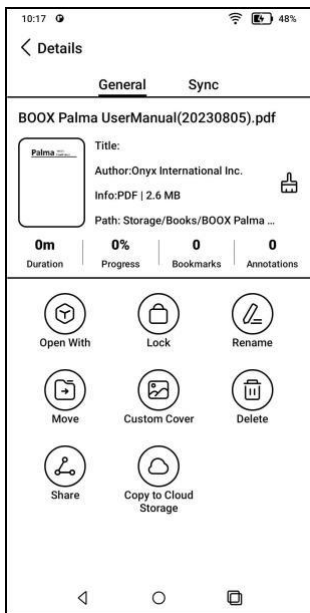 10:17 48%
Details
General Sync
BOOX Palma UserManual(20230805).pdf
Palma
Title:
Author:Onyx International Inc.
Info:PDF | 2.6 MB
Path: Storage/Books/BOOX Palma ...
0m 0% 0 0
Duration Progress Bookmarks Annotations
Open With Lock Rename
Move Custom Cover Delete
Share Copy to Cloud
Storage